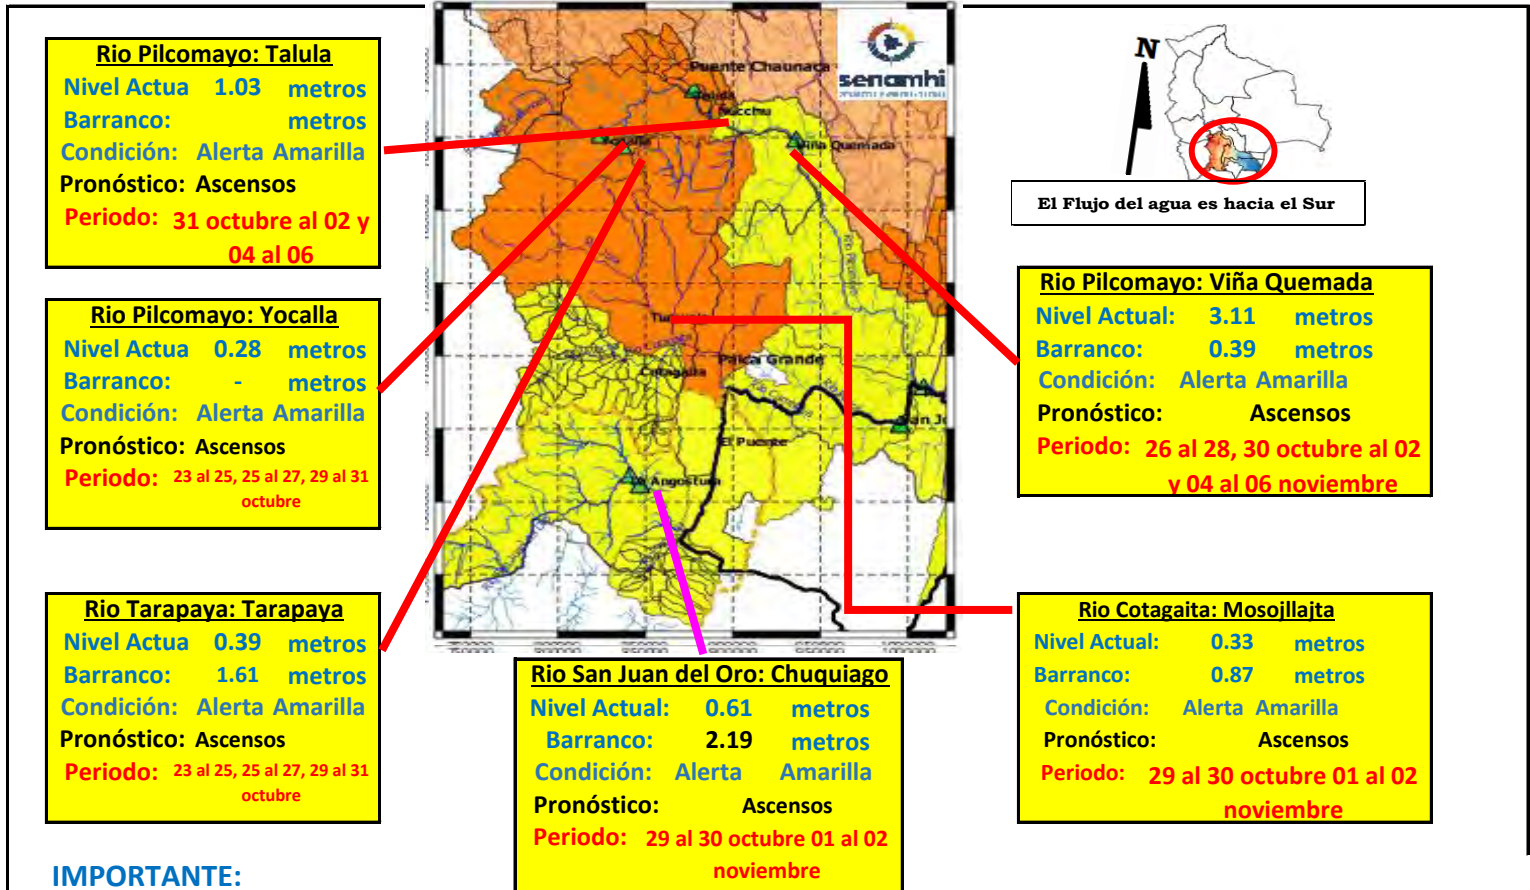 Rio Pilcomayo: Talula
Nivel Actua 1.03 metros
Barranco: metros
Condición: Alerta Amarilla
Pronóstico: Ascensos
Periodo: 31 octubre al 02 y
04 al 06
Rio Pilcomayo: Yocalla
Nivel Actua 0.28 metros
Barranco: - metros
Condición: Alerta Amarilla
Pronóstico: Ascensos
Periodo: 23 al 25, 25 al 27, 29 al 31
octubre
Rio Tarapaya: Tarapaya
Nivel Actua 0.39 metros
Barranco: 1.61 metros
Condición: Alerta Amarilla
Pronóstico: Ascensos
Periodo: 23 al 25, 25 al 27, 29 al 31
octubre
IMPORTANTE:
senamhi
Puente Chaunaca
Viña Quemada
Palca Grande
Cotagaita
El Puente
Angostura
Rio San Juan del Oro: Chuquiago
Nivel Actual: 0.61 metros
Barranco: 2.19 metros
Condición: Alerta Amarilla
Pronóstico: Ascensos
Periodo: 29 al 30 octubre 01 al 02
noviembre
N
El Flujo del agua es hacia el Sur
Rio Pilcomayo: Viña Quemada
Nivel Actual: 3.11 metros
Barranco: 0.39 metros
Condición: Alerta Amarilla
Pronóstico: Ascensos
Periodo: 26 al 28, 30 octubre al 02
y 04 al 06 noviembre
Rio Cotagaita: Mosojllajta
Nivel Actual: 0.33 metros
Barranco: 0.87 metros
Condición: Alerta Amarilla
Pronóstico: Ascensos
Periodo: 29 al 30 octubre 01 al 02
noviembre